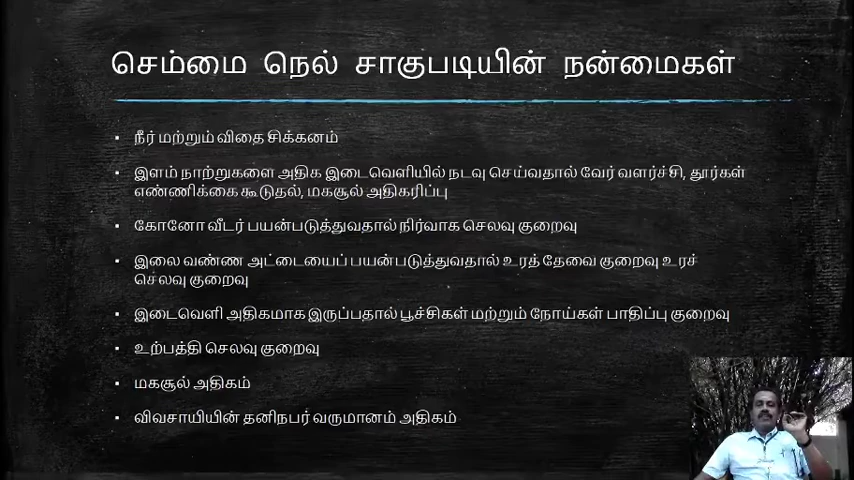 செம்மை நெல் சாகுபடியின் நன்மைகள்
நீர் மற்றும் விதை சிக்கனம்
இளம் நாற்றுகளை அதிக இடைவெளியில் நடவு செய்வதால் வேர் வளர்ச்சி, தூர்கள்
எண்ணிக்கை கூடுதல், மகசூல் அதிகரிப்பு
கோனோ வீடர் பயன்படுத்துவதால் நிர்வாக செலவு குறைவு
இலை வண்ண அட்டையைப் பயன்படுத்துவதால் உரத் தேவை குறைவு உரச்
செலவு குறைவு
இடைவெளி அதிகமாக இருப்பதால் பூச்சிகள் மற்றும் நோய்கள் பாதிப்பு குறைவு
உற்பத்தி செலவு குறைவு
மகசூல் அதிகம்
விவசாயியின் தனிநபர் வருமானம் அதிகம்